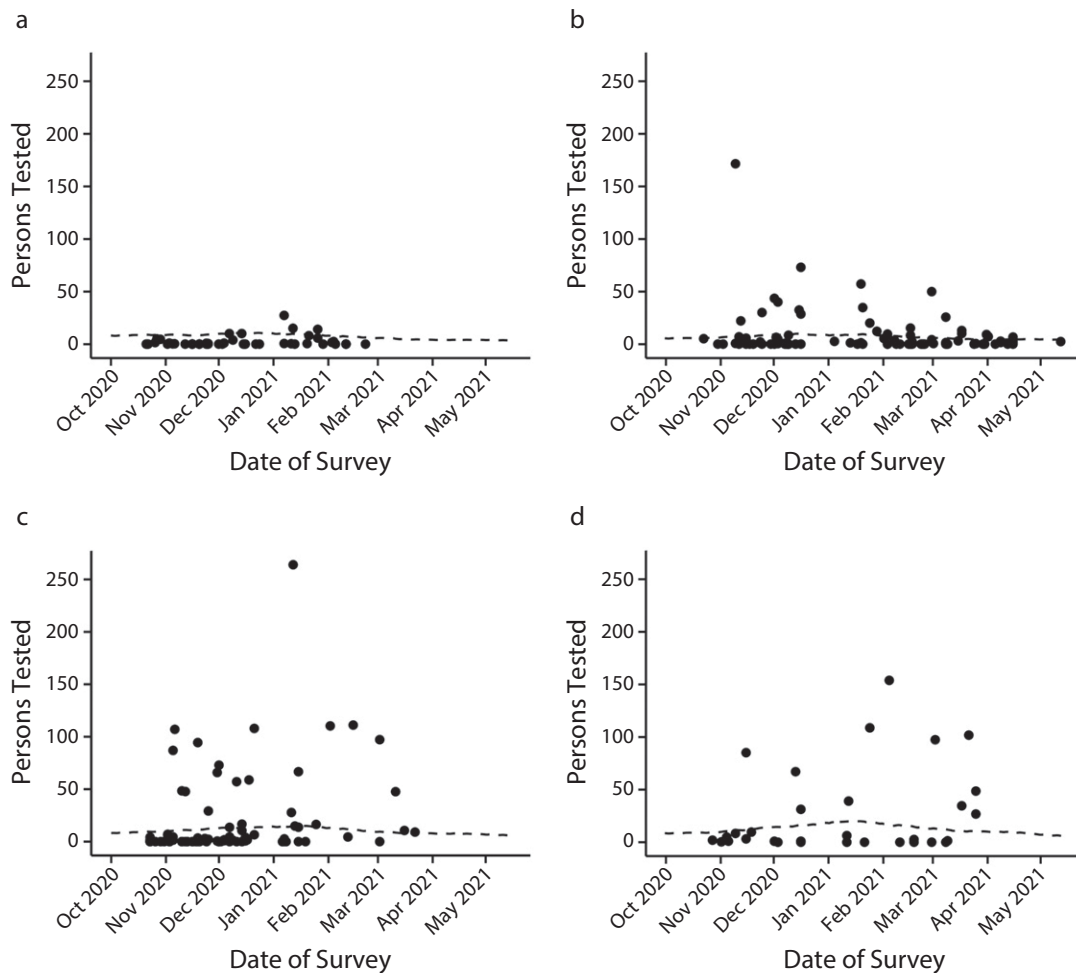 a
Persons Tested
250
200
150
100
50
0
Oct 2020
Nov 2020
Dec 2020
Jan 2021
Feb 2021
Mar 2021
Apr 2021
May 2021
Date of Survey
b
Persons Tested
250
200
150
100
50
0
Oct 2020
Nov 2020
Dec 2020
Jan 2021
Feb 2021
Mar 2021
Apr 2021
May 2021
Date of Survey
c
Persons Tested
250
200
150
100
50
0
Oct 2020
Nov 2020
Dec 2020
Jan 2021
Feb 2021
Mar 2021
Apr 2021
May 2021
Date of Survey
d
Persons Tested
250
200
150
100
50
0
Oct 2020
Nov 2020
Dec 2020
Jan 2021
Feb 2021
Mar 2021
Apr 2021
May 2021
Date of Survey